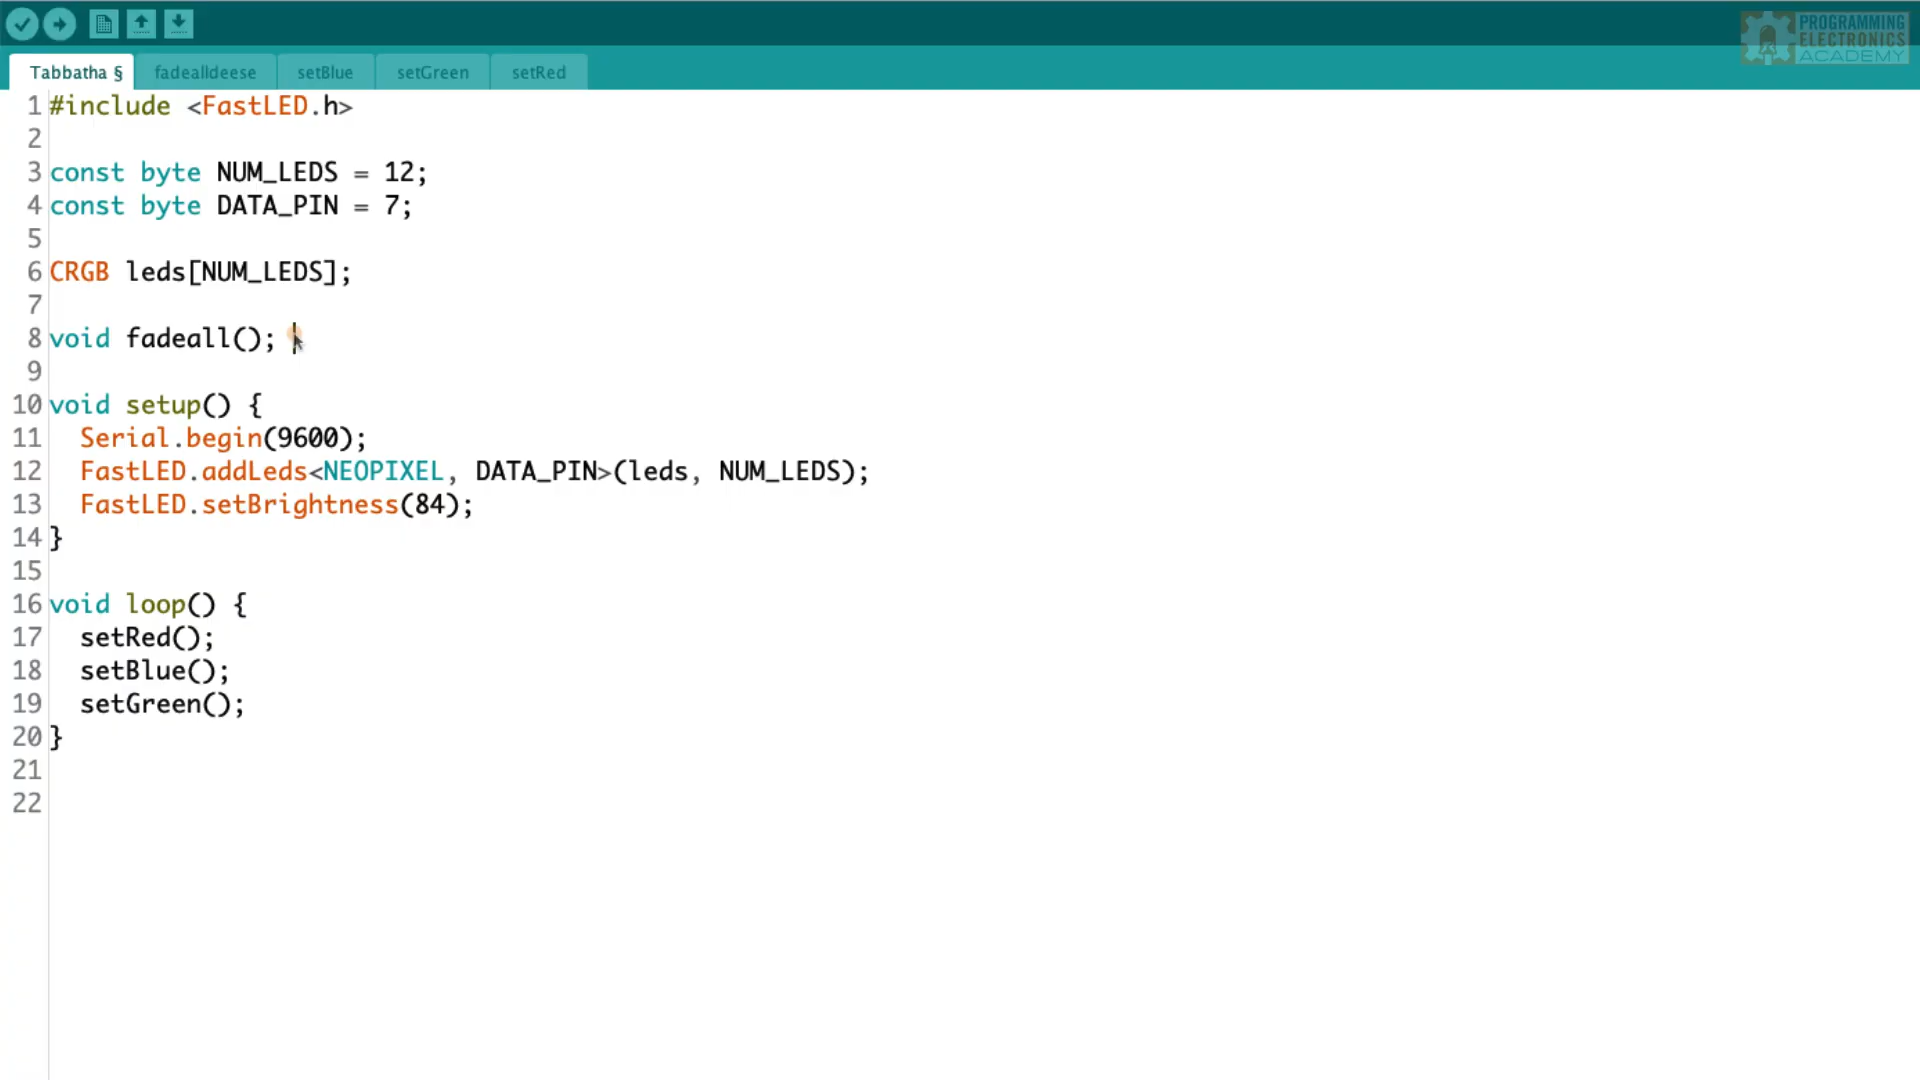 PROGRAMMING
ELECTRONICS
ACADEMY
Tabbatha § fadealldeese setBlue setGreen setRed
1 #include <FastLED.h>
2
3 const byte NUM_LEDS = 12;
4 const byte DATA_PIN = 7;
5
6 CRGB leds[NUM_LEDS];
7
8 void fadeall();
9
10 void setup() {
11 Serial.begin(9600);
12 FastLED.addLeds<NEOPIXEL, DATA_PIN>(leds, NUM_LEDS);
13 FastLED.setBrightness(84);
14 }
15
16 void loop() {
17 setRed();
18 setBlue();
19 setGreen();
20 }
21
22